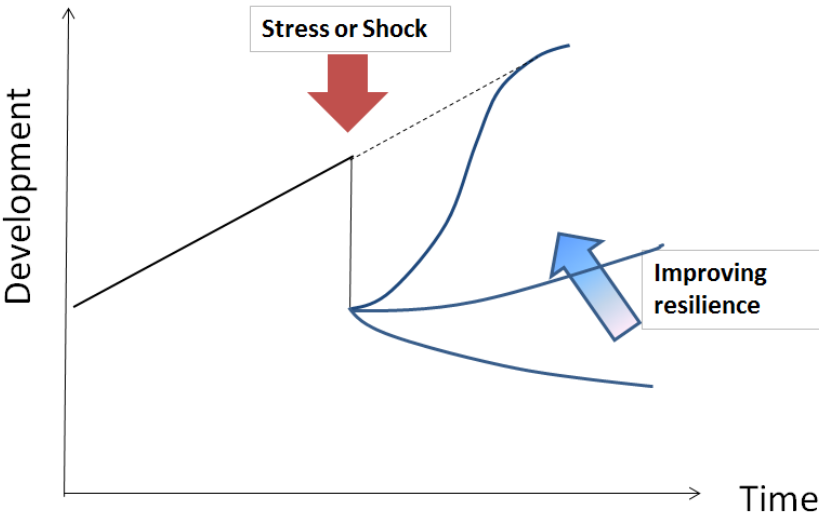 Stress or Shock
Development
Improving
resilience
Time